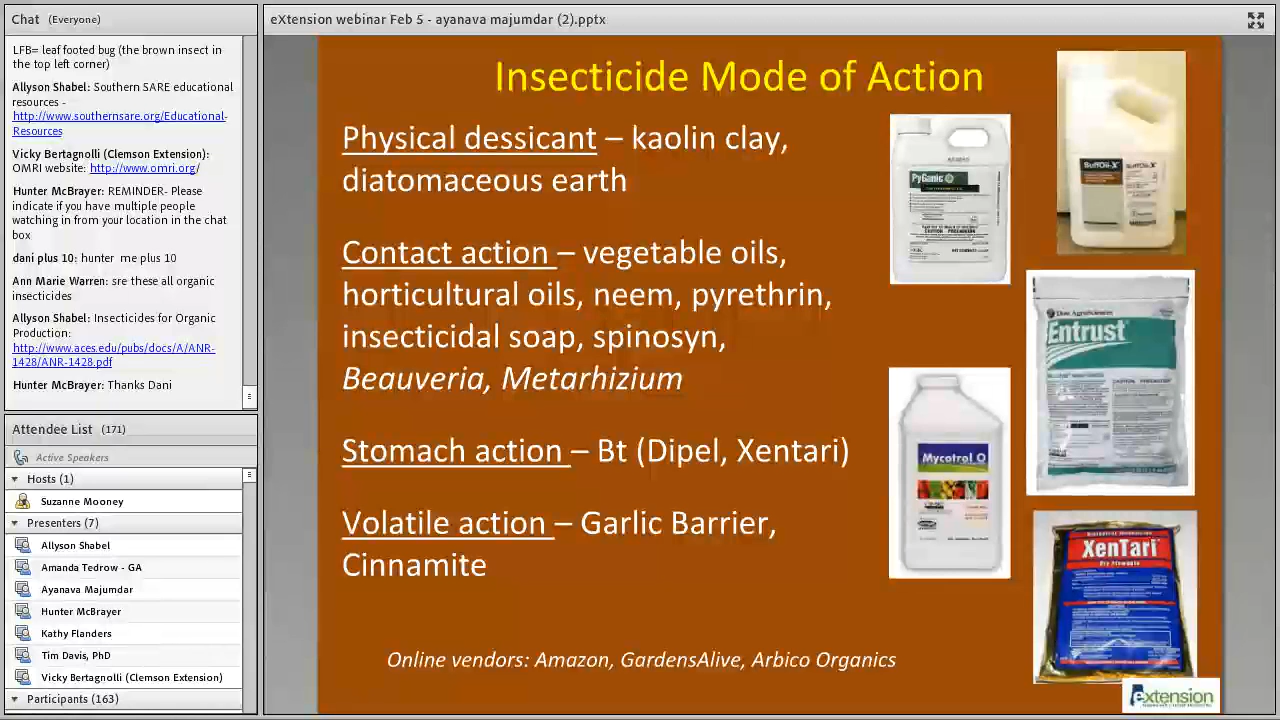 Chat (Everyone)
LFB= leaf footed bug (the brown insect in
the top left corner)
Allyson Shabel: Southern SARE educational
resources -
http://www.southernsare.org/Educational-
Resources
Vicky Bertagnolli (Clemson Extension):
OMRI website: http://www.omri.org/
Hunter McBrayer: REMINDER- Please
indicate if you have multiple people
watching from your location in the chat
box.
dani plus 10: Indeed, me plus 10
Ann Marie Warren: sre these all organic
insecticides
Allyson Shabel: Insecticides for Organic
Production:
http://www.aces.edu/pubs/docs/A/ANR-
1428/ANR-1428.pdf
Hunter McBrayer: Thanks Dani
Attendee List (171)
Active Speakers
Hosts (1)
Suzanne Mooney
Presenters (7)
Allyson Shabel
Amanda Tedrow - GA
Ayanava Majumdar
Hunter McBrayer
Kathy Flanders
Tim Davis, PhD
Vicky Bertagnolli (Clemson Extension)
Participants (163)
eXtension webinar Feb 5 - ayanava majumdar (2).pptx
Insecticide Mode of Action
Physical dessicant – kaolin clay,
diatomaceous earth
Contact action – vegetable oils,
horticultural oils, neem, pyrethrin,
insecticidal soap, spinosyn,
Beauveria, Metarhizium
Stomach action – Bt (Dipel, Xentari)
Volatile action – Garlic Barrier,
Cinnamite
Online vendors: Amazon, GardensAlive, Arbico Organics
PyGanic
SuffOil-X
Dow AgroSciences
Entrust
Mycotrol O
XenTari
Dry Flowable
extension